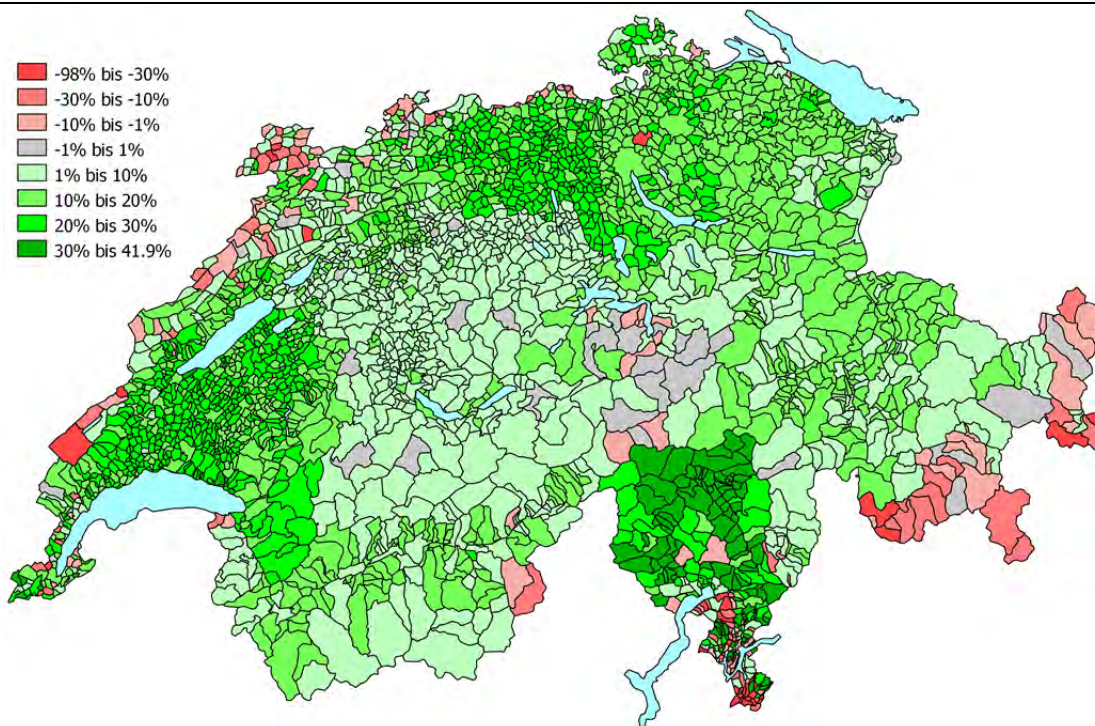 -98% bis -30%
-30% bis -10%
-10% bis -1%
-1% bis 1%
1% bis 10%
10% bis 20%
20% bis 30%
30% bis 41.9%